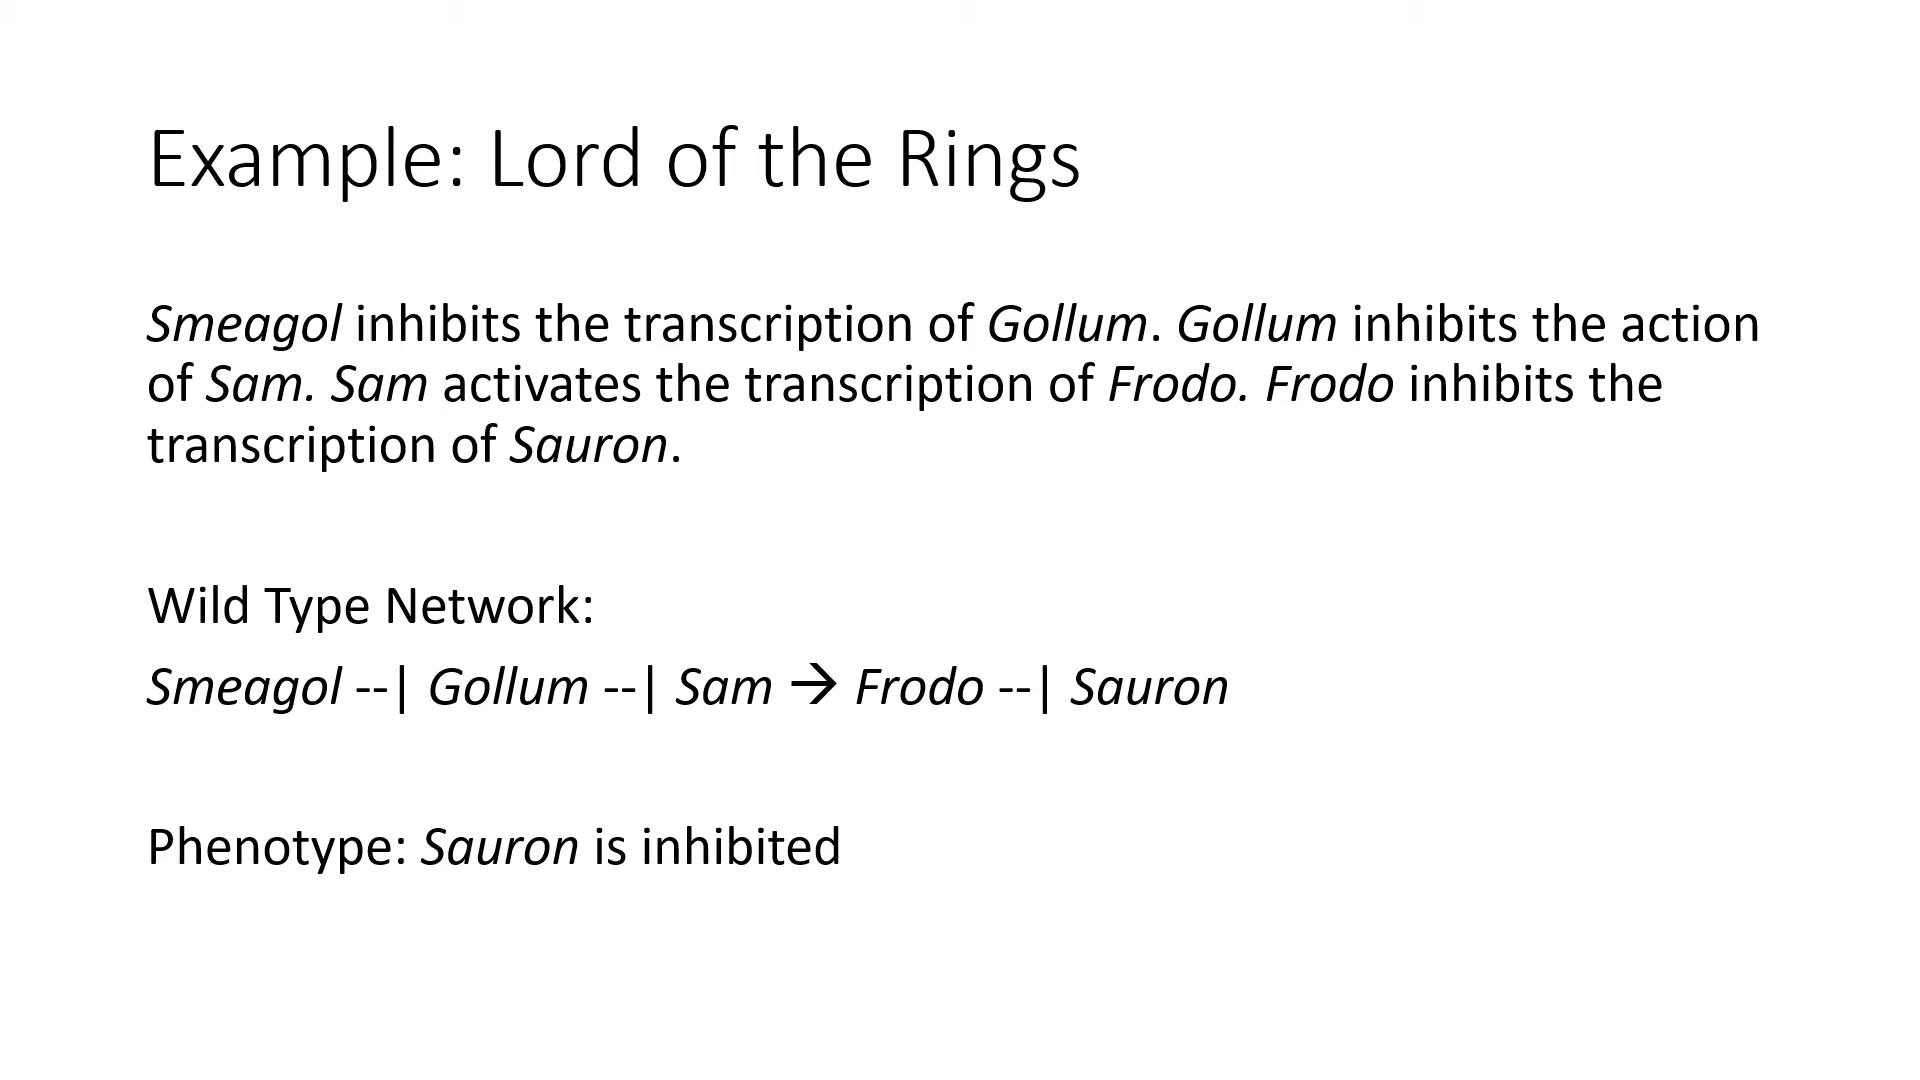 Example: Lord of the Rings
Smeagol inhibits the transcription of Gollum. Gollum inhibits the action
of Sam. Sam activates the transcription of Frodo. Frodo inhibits the
transcription of Sauron.
Wild Type Network:
Smeagol --| Gollum --| Sam → Frodo --| Sauron
Phenotype: Sauron is inhibited